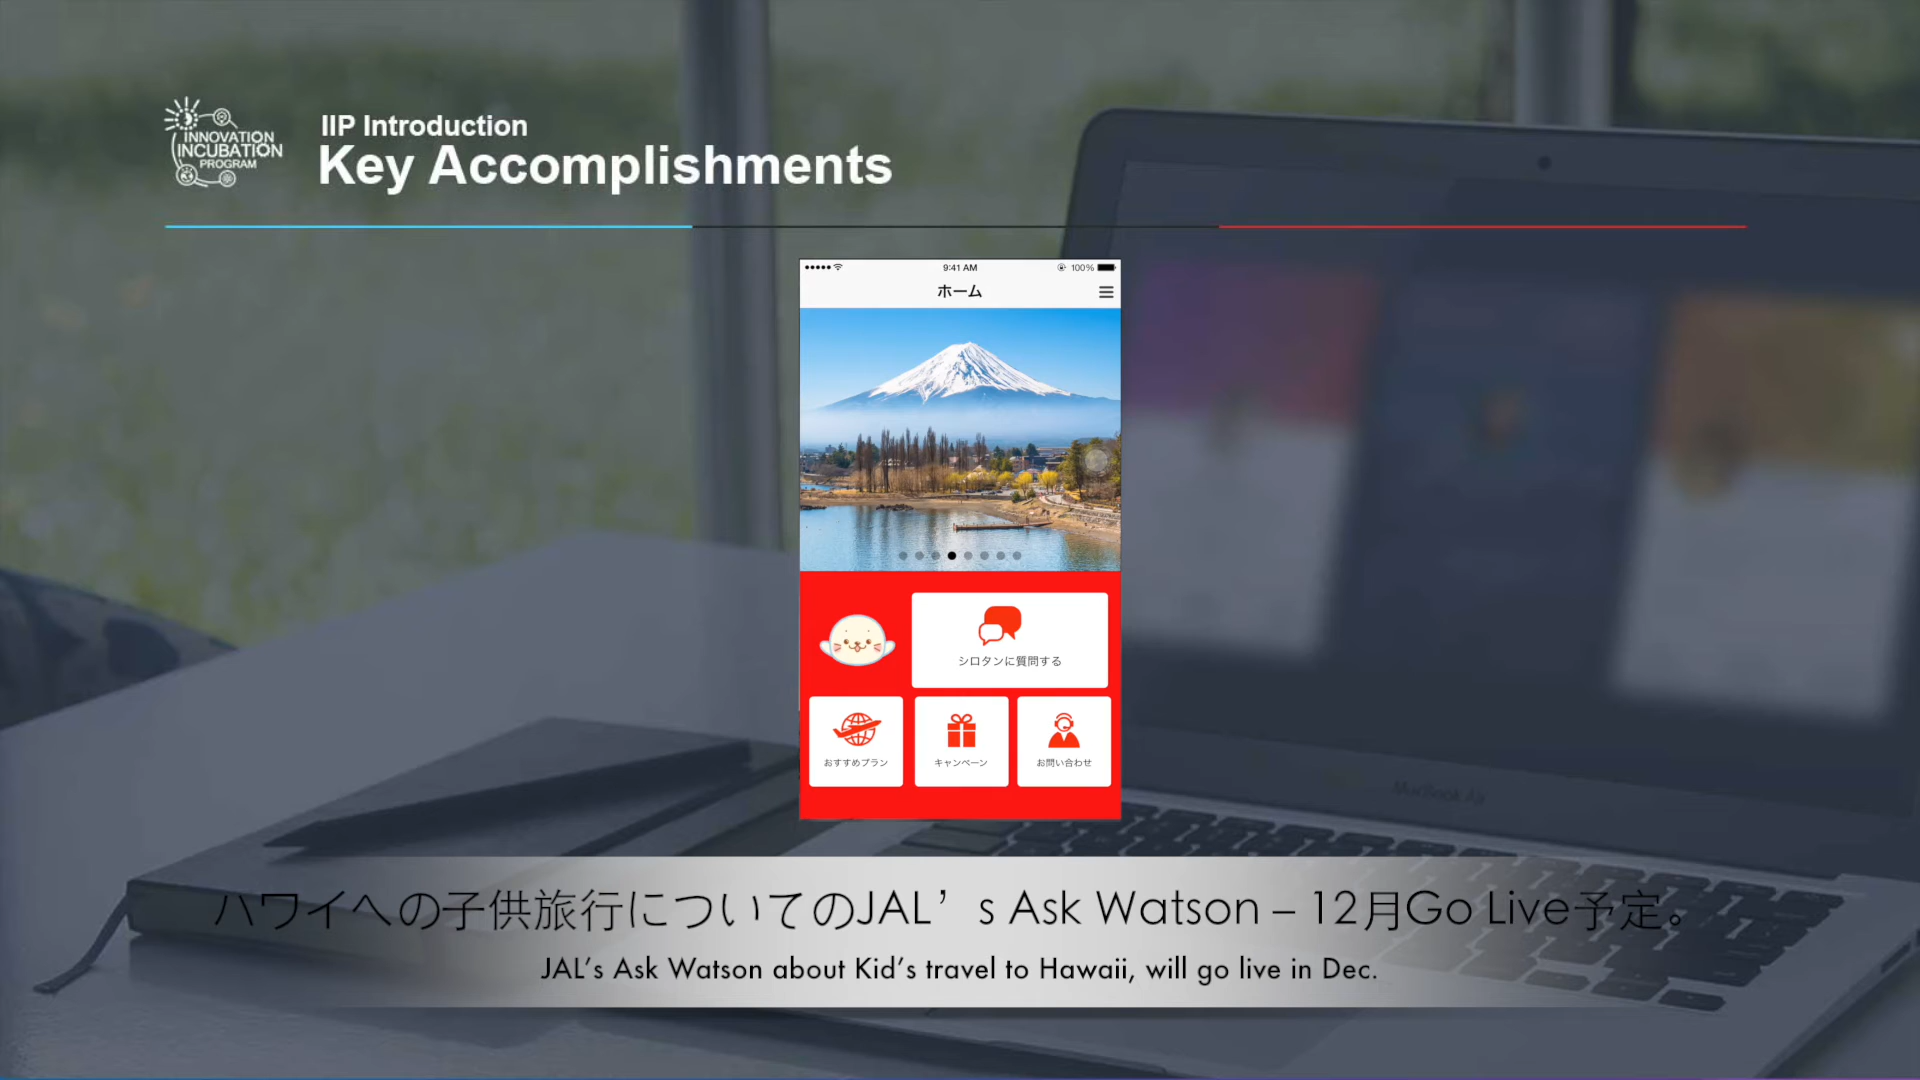 INNOVATION
INCUBATION
PROGRAM
IIP Introduction
Key Accomplishments
9:41 AM
100%
ホーム
シロタンに質問する
おすすめプラン
キャンペーン
お問い合わせ
MacBook Air
ハワイへの子供旅行についてのJAL’s Ask Watson – 12月Go Live予定。
JAL’s Ask Watson about Kid’s travel to Hawaii, will go live in Dec.